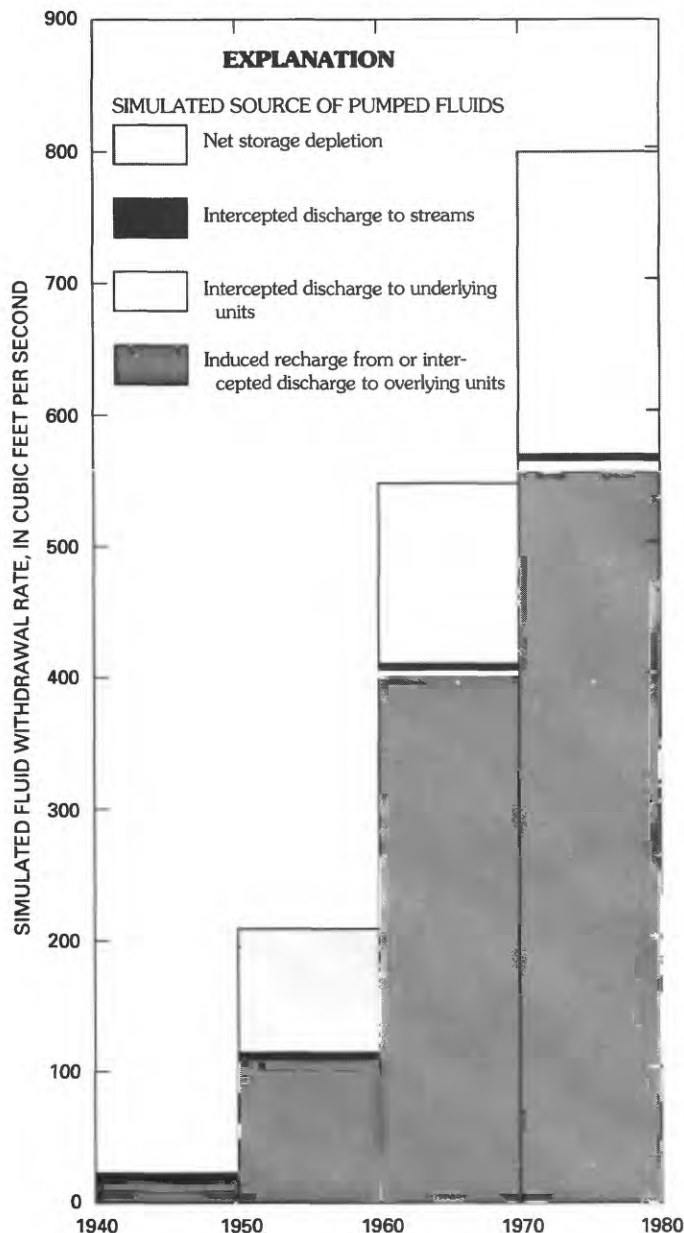 900
800
700
600
500
400
300
200
100
0
SIMULATED FLUID WITHDRAWAL RATE, IN CUBIC FEET PER SECOND
EXPLANATION
SIMULATED SOURCE OF PUMPED FLUIDS
Net storage depletion
Intercepted discharge to streams
Intercepted discharge to underlying
units
Induced recharge from or inter-
cepted discharge to overlying units
1940
1950
1960
1970
1980